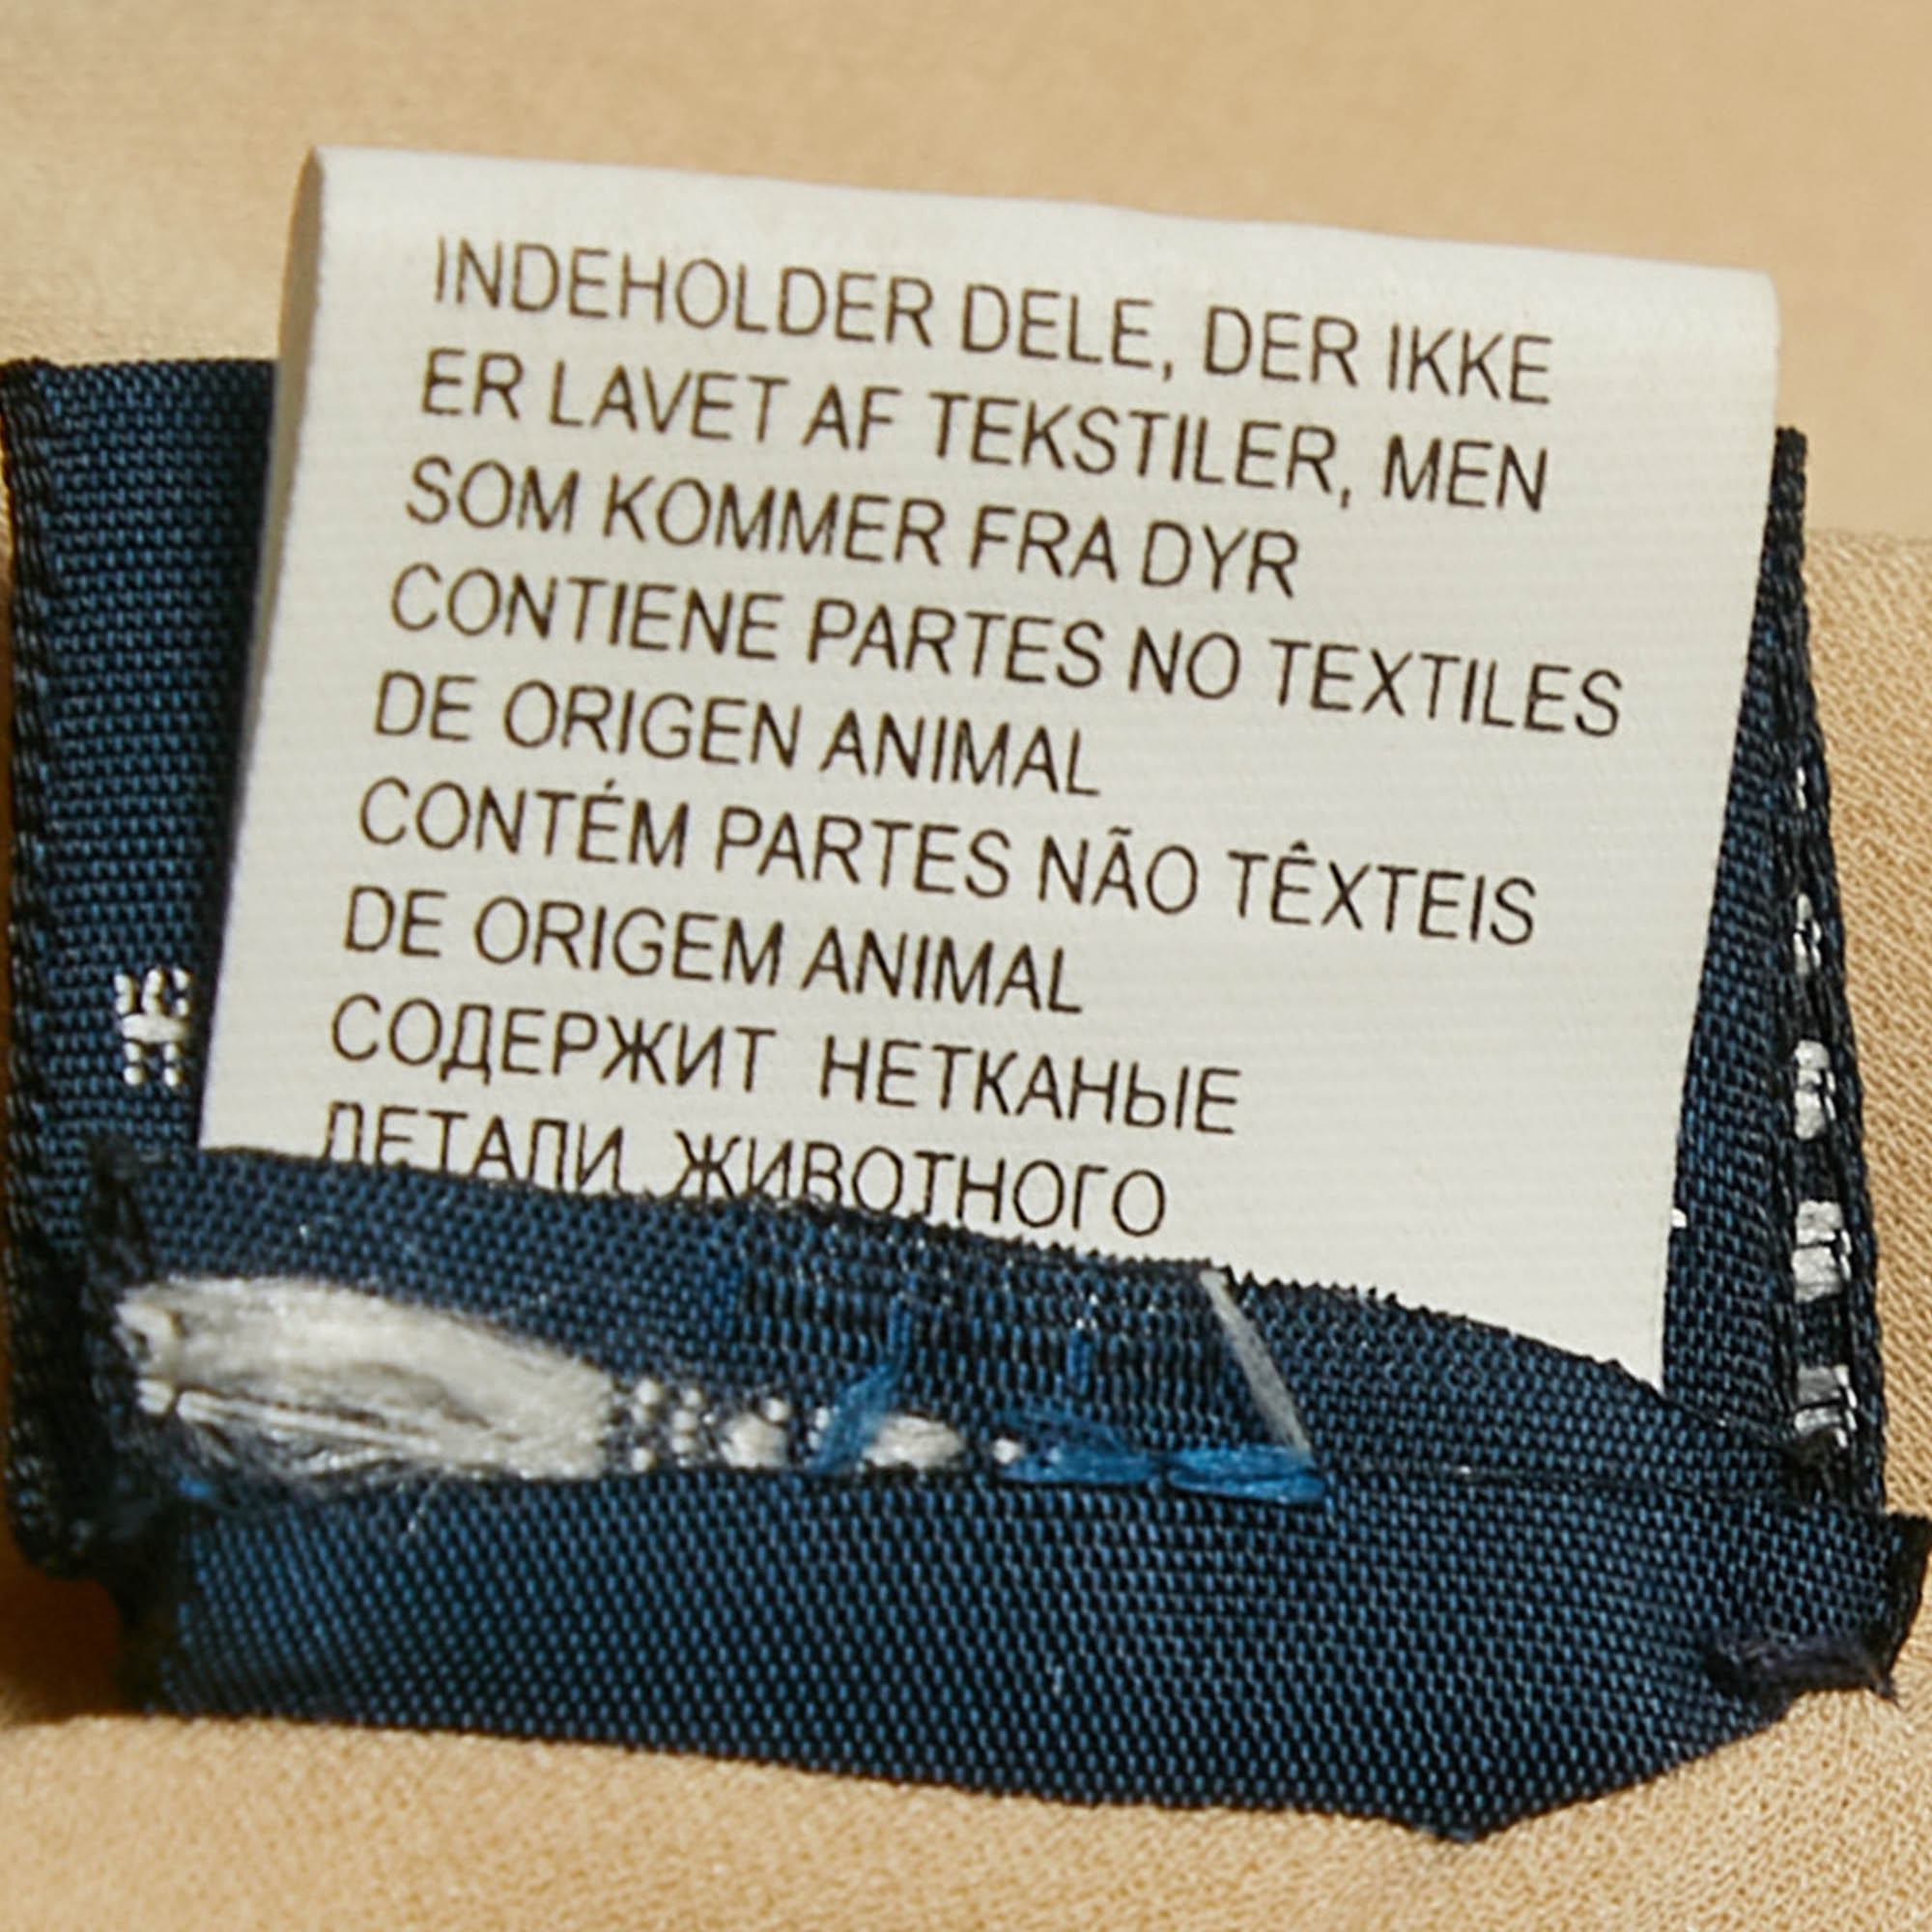 INDEHOLDER DELE, DER IKKE
ER LAVET AF TEKSTILER, MEN
SOM KOMMER FRA DYR
CONTIENE PARTES NO TEXTILES
DE ORIGEN ANIMAL
CONTÉM PARTES NÃO TÊXTEIS
DE ORIGEM ANIMAL
СОДЕРЖИТ НЕТКАНЫЕ
ДЕТАЛИ ЖИВОТНОГО